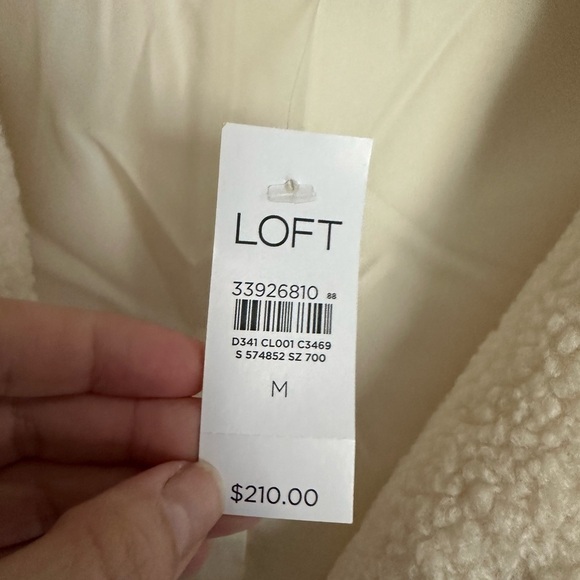 LOFT
33926810 88
D341 CL001 C3469
S 574852 SZ 700
M
$210.00